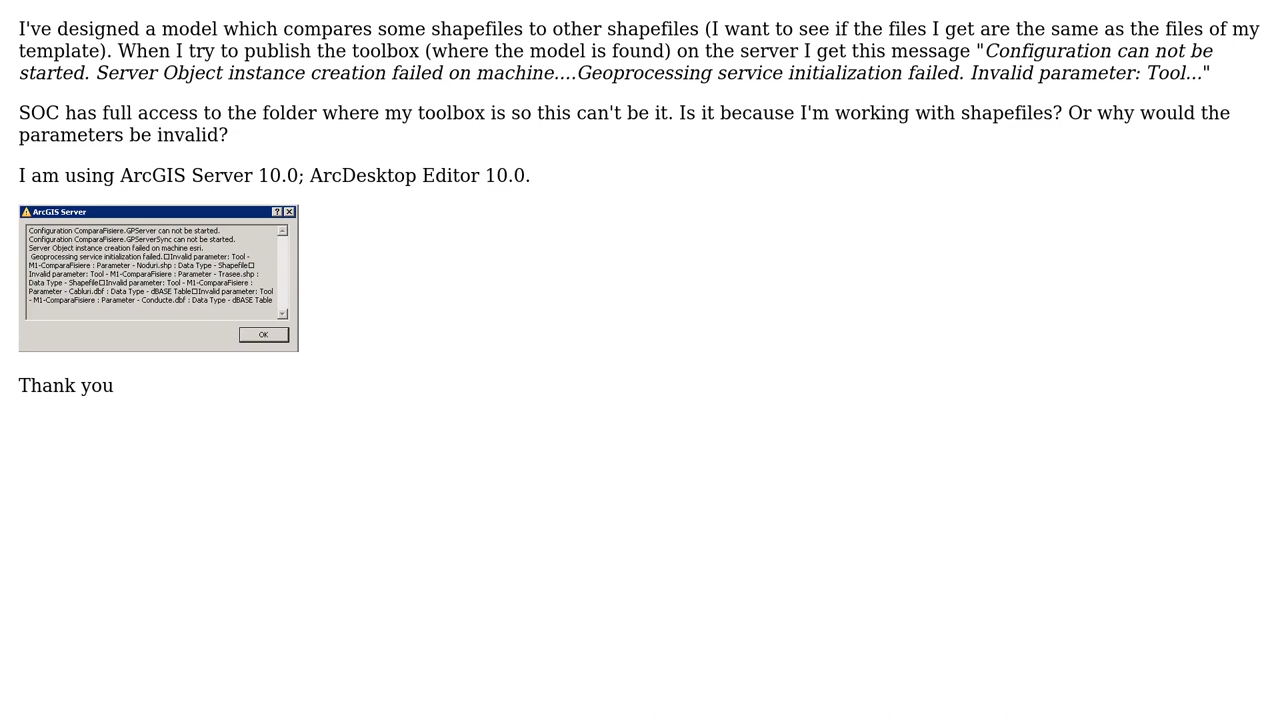 I've designed a model which compares some shapefiles to other shapefiles (I want to see if the files I get are the same as the files of my
template). When I try to publish the toolbox (where the model is found) on the server I get this message "Configuration can not be
started. Server Object instance creation failed on machine....Geoprocessing service initialization failed. Invalid parameter: Tool..."
SOC has full access to the folder where my toolbox is so this can't be it. Is it because I'm working with shapefiles? Or why would the
parameters be invalid?
I am using ArcGIS Server 10.0; ArcDesktop Editor 10.0.
ArcGIS Server
Configuration ComparaFisiere.GPServer can not be started.
Configuration ComparaFisiere.GPServerSync can not be started.
Server Object instance creation failed on machine esri.
Geoprocessing service initialization failed.□Invalid parameter: Tool -
M1-ComparaFisiere : Parameter - Noduri.shp : Data Type - Shapefile□
Invalid parameter: Tool - M1-ComparaFisiere : Parameter - Trasee.shp :
Data Type - Shapefile□Invalid parameter: Tool - M1-ComparaFisiere :
Parameter - Cabluri.dbf : Data Type - dBASE Table□Invalid parameter: Tool
- M1-ComparaFisiere : Parameter - Conducte.dbf : Data Type - dBASE Table
OK
Thank you